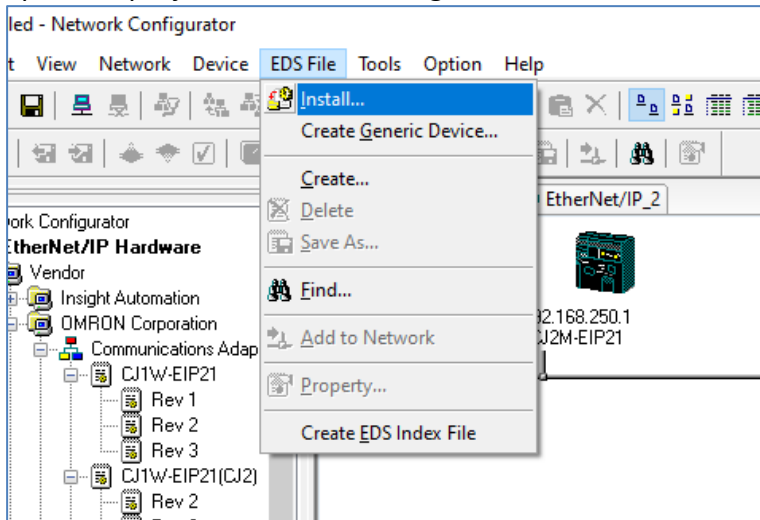 led - Network Configurator
t View Network Device EDS File Tools Option Help
Install...
Create Generic Device...
Create...
Delete
Save As...
Find...
Add to Network
Property...
Create EDS Index File
EtherNet/IP_2
92.168.250.1
CJ2M-EIP21
ork Configurator
EtherNet/IP Hardware
Vendor
Insight Automation
OMRON Corporation
Communications Adap
CJ1W-EIP21
Rev 1
Rev 2
Rev 3
CJ1W-EIP21(CJ2)
Rev 2